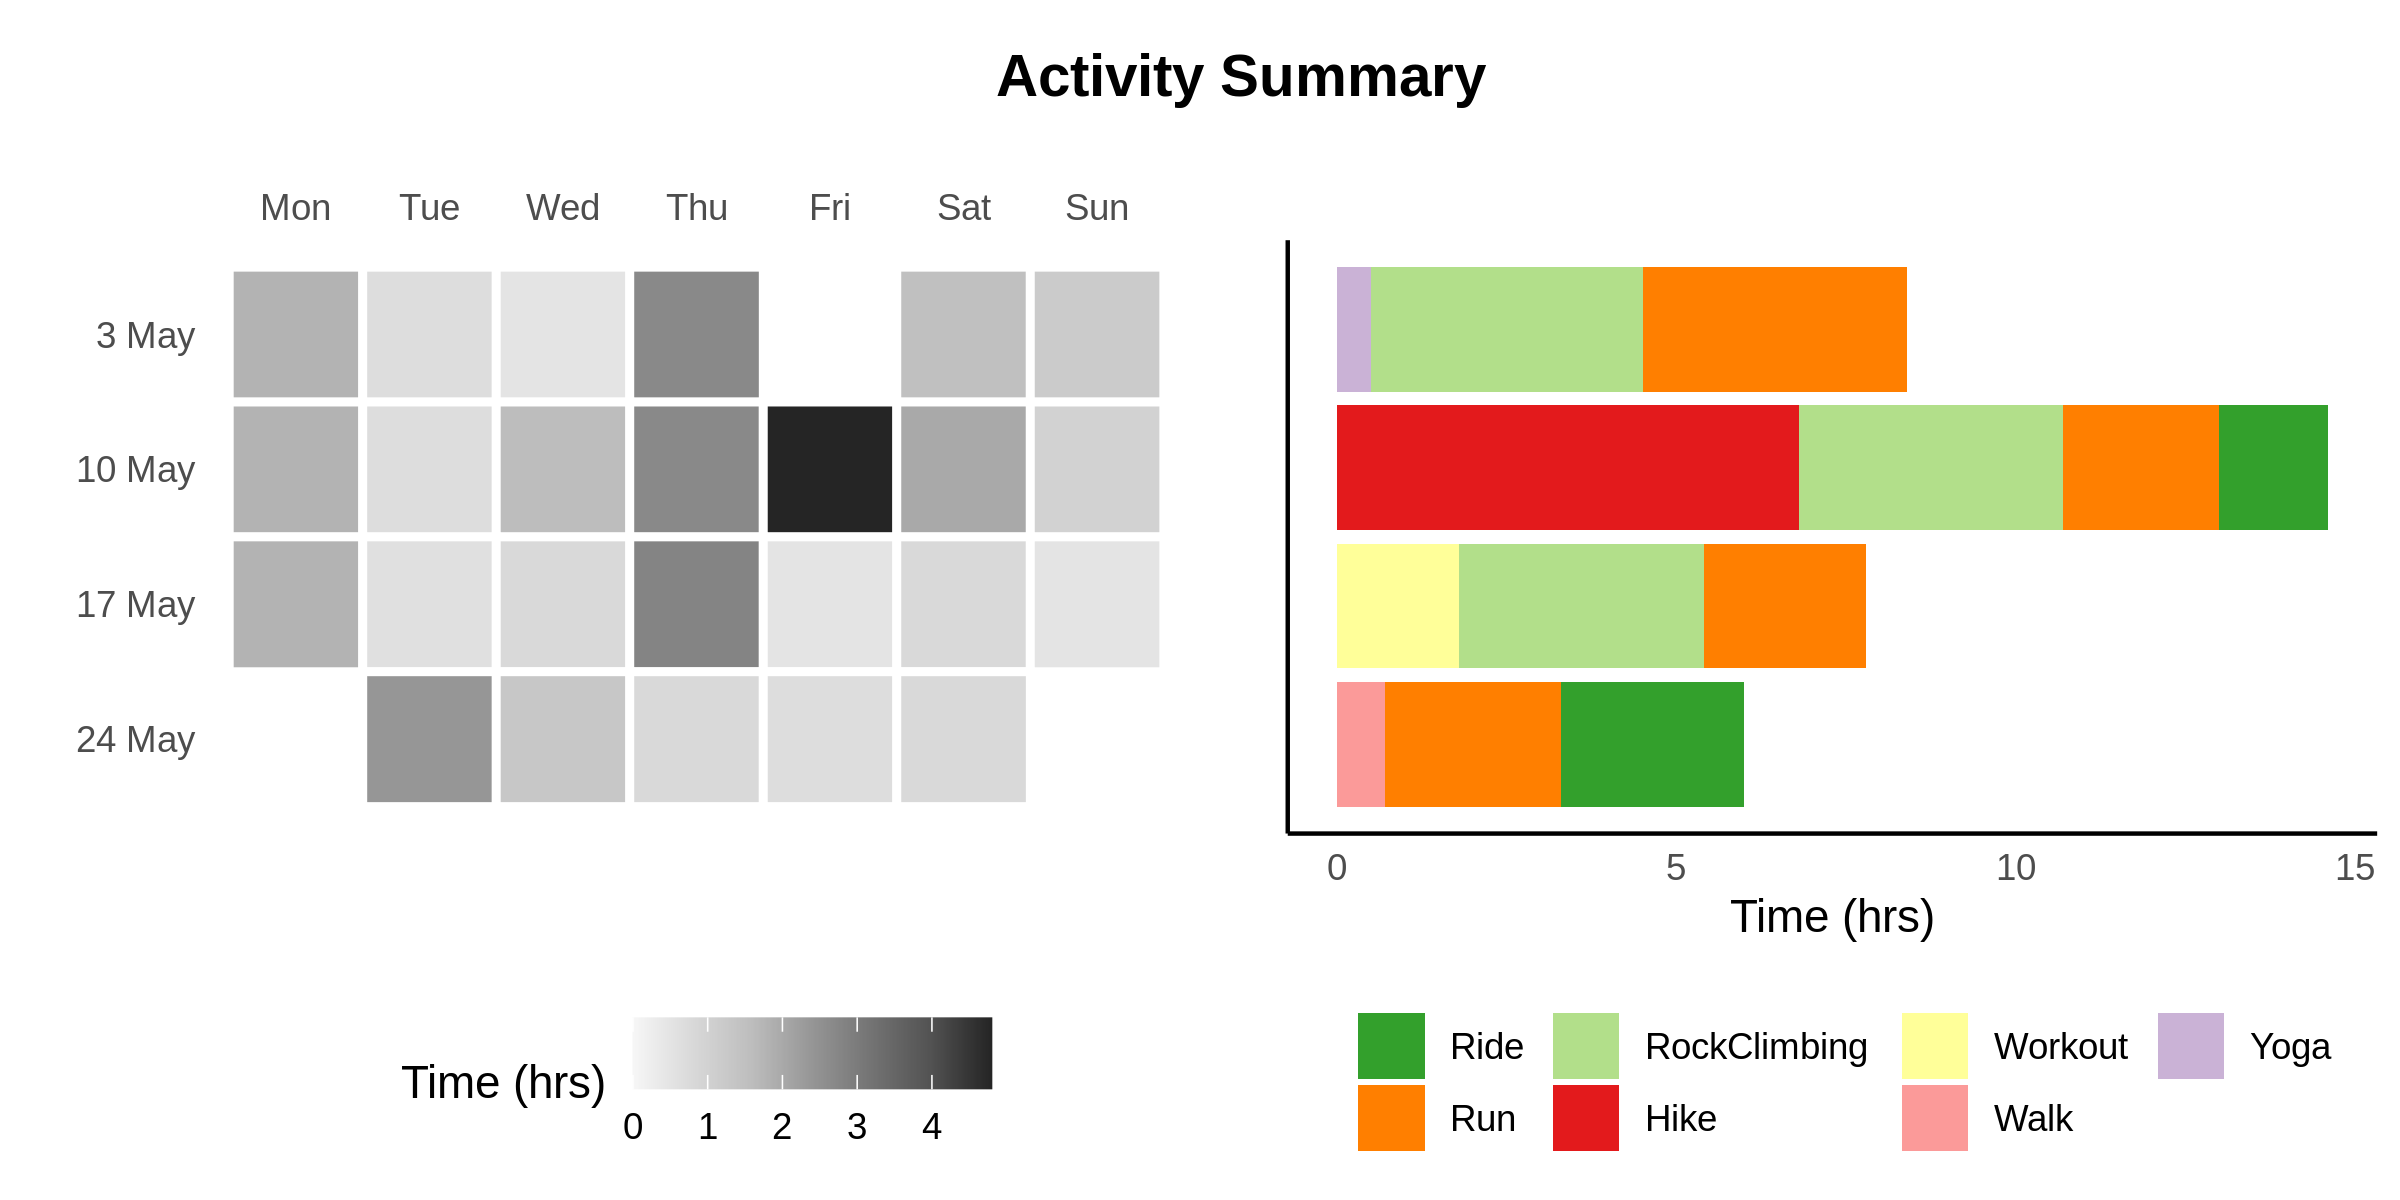 Activity Summary
Mon Tue Wed Thu Fri Sat Sun
3 May
10 May
17 May
24 May
0 5 10 15
Time (hrs)
Time (hrs)
0 1 2 3 4
Ride RockClimbing Workout Yoga
Run Hike Walk